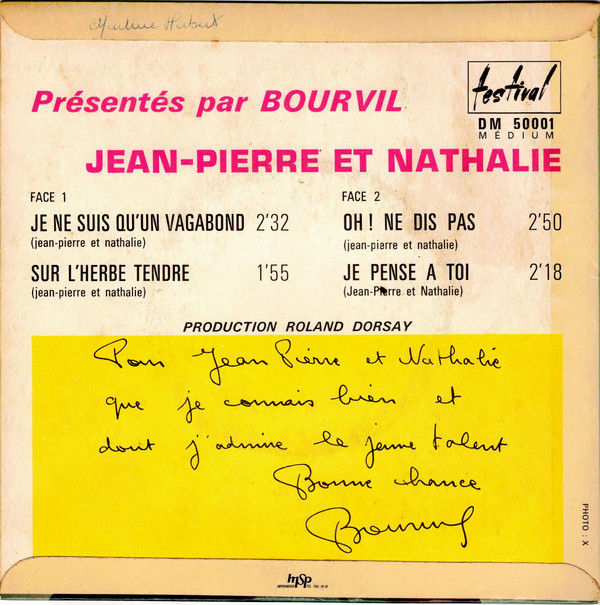 Martine Hubert
Présentés par BOURVIL
festival
DM 50001
MÉDIUM
JEAN-PIERRE ET NATHALIE
FACE 1
JE NE SUIS QU'UN VAGABOND 2'32
(jean-pierre et nathalie)
SUR L'HERBE TENDRE 1'55
(jean-pierre et nathalie)
FACE 2
OH ! NE DIS PAS 2'50
(jean-pierre et nathalie)
JE PENSE A TOI 2'18
(Jean-Pierre et Nathalie)
PRODUCTION ROLAND DORSAY
Pour Jean Pierre et Nathalie
que je connais bien et
dont j'admire le jeune talent
Bonne chance
Bourvil
PHOTO : X
msp